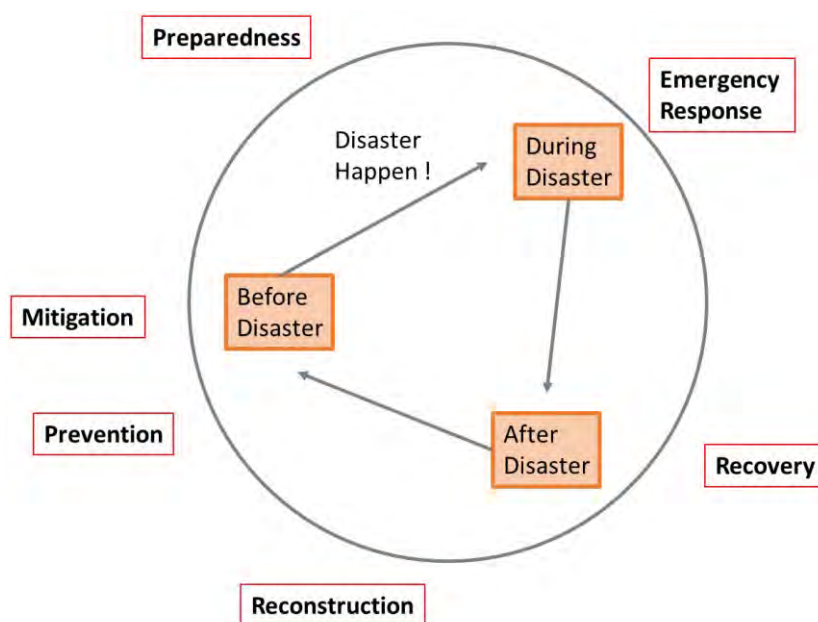 Preparedness
Emergency
Response
Disaster
Happen !
During
Disaster
Before
Disaster
Mitigation
Prevention
After
Disaster
Recovery
Reconstruction